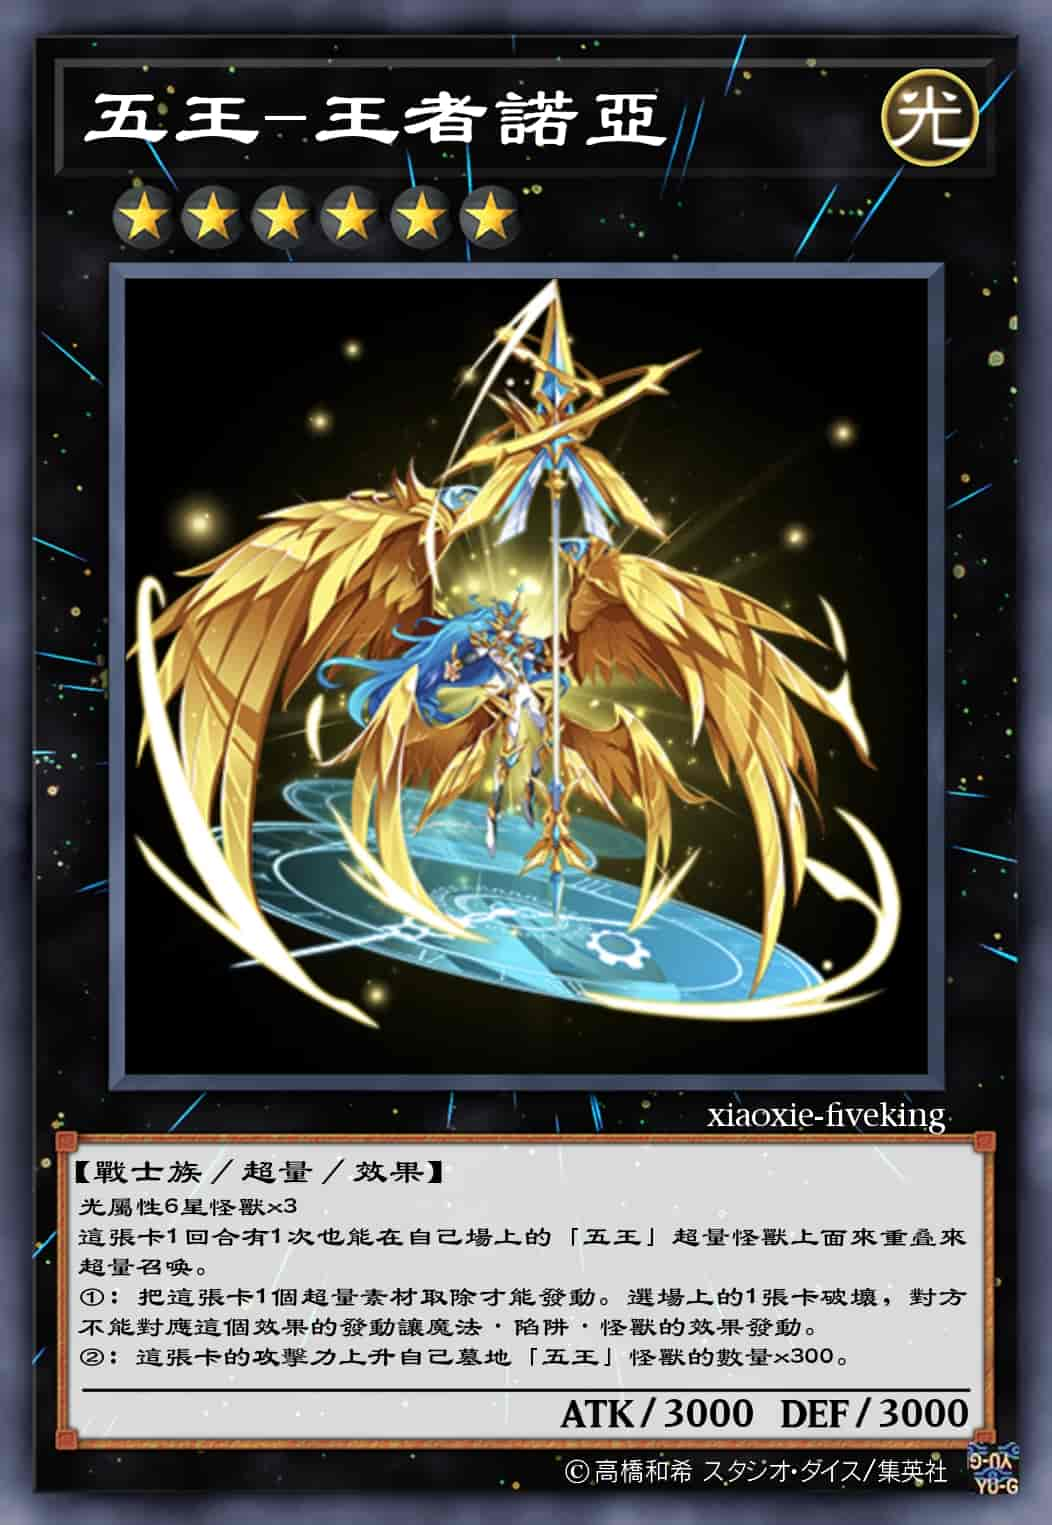 五王-王者諾亞
光
xiaoxie-fiveking
【戰士族／超量／效果】
光屬性6星怪獸×3
這張卡1回合有1次也能在自己場上的「五王」超量怪獸上面來重叠來
超量召喚。
①：把這張卡1個超量素材取除才能發動。選場上的1張卡破壞，對方
不能對應這個效果的發動讓魔法·陷阱·怪獸的效果發動。
②：這張卡的攻擊力上升自己墓地「五王」怪獸的數量×300。
ATK/3000 DEF/3000
©高橋和希 スタジオ・ダイス/集英社